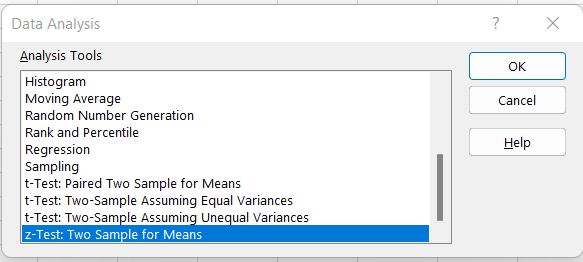 Data Analysis
?
Analysis Tools
Histogram
Moving Average
Random Number Generation
Rank and Percentile
Regression
Sampling
t-Test: Paired Two Sample for Means
t-Test: Two-Sample Assuming Equal Variances
t-Test: Two-Sample Assuming Unequal Variances
z-Test: Two Sample for Means
OK
Cancel
Help